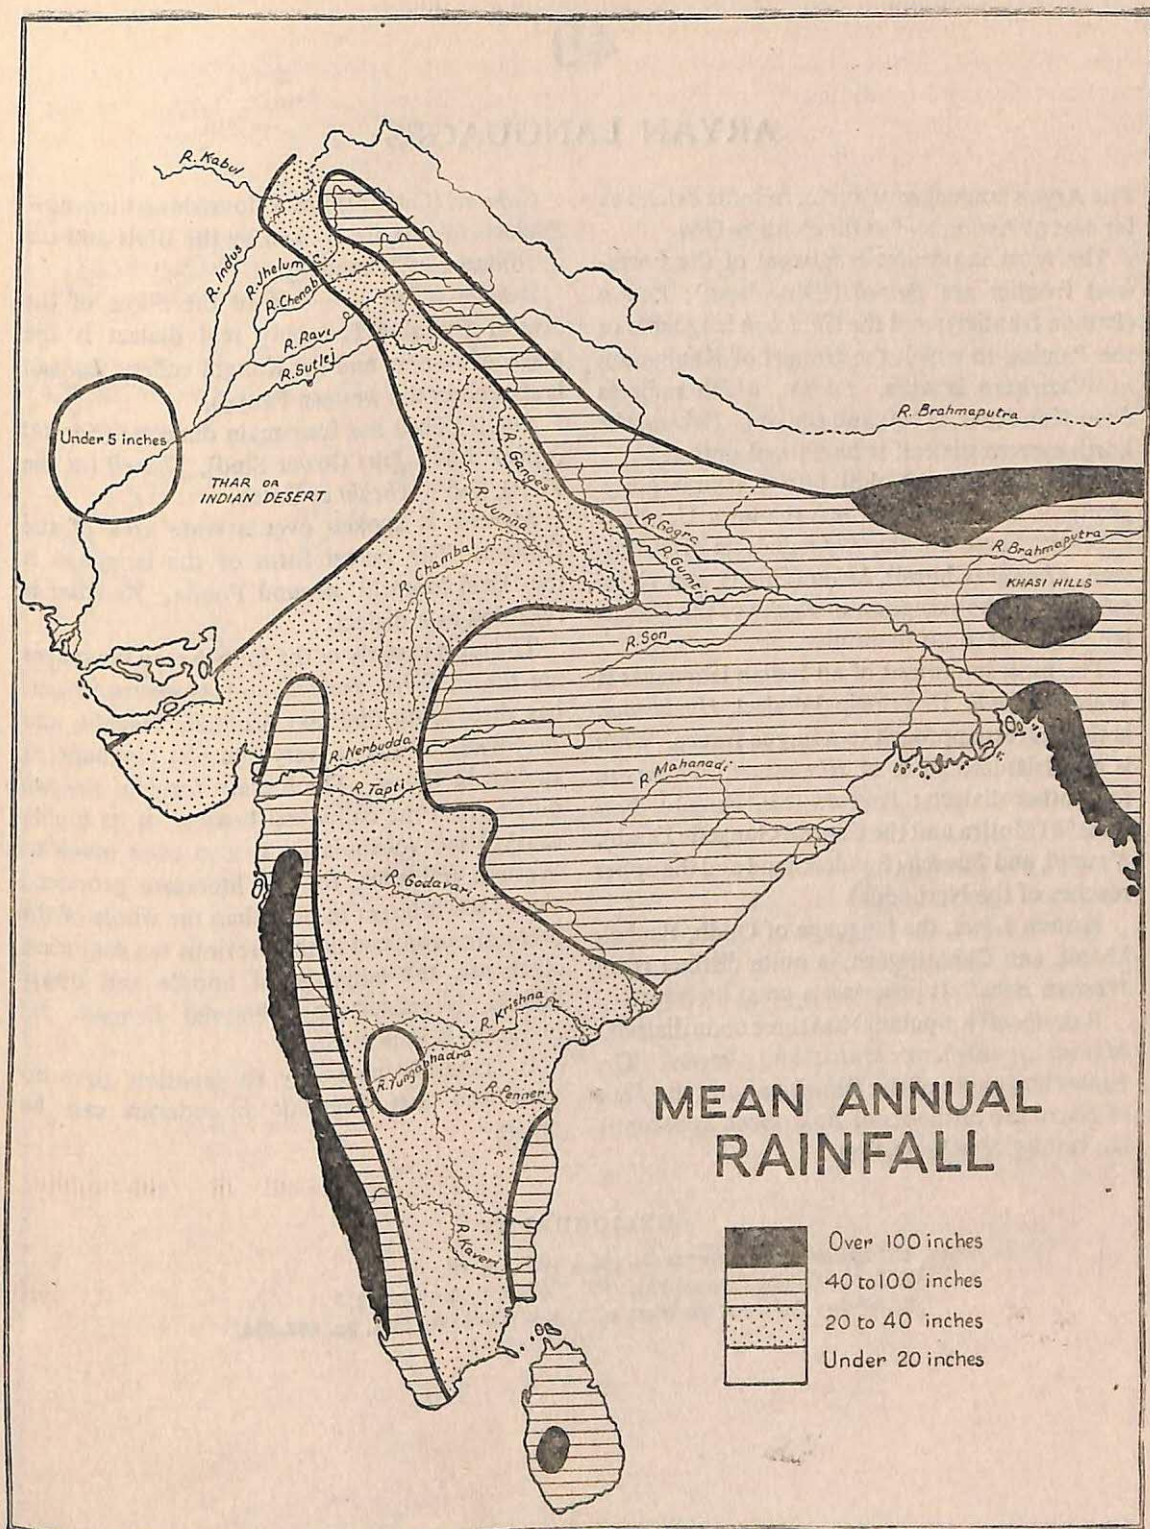 R. Kabul
R. Indus
R. Jhelum
R. Chenab
R. Ravi
R. Sutlej
Under 5 inches
THAR OR
INDIAN DESERT
R. Brahmaputra
R. Ganges
R. Jumna
R. Gogra
R. Gumti
R. Chambal
R. Brahmaputra
KHASI HILLS
R. Son
R. Nerbudda
R. Tapti
R. Mahanadi
R. Godavari
R. Krishna
R. Tungabhadra
R. Penner
R. Kaveri
MEAN ANNUAL
RAINFALL
Over 100 inches
40 to 100 inches
20 to 40 inches
Under 20 inches